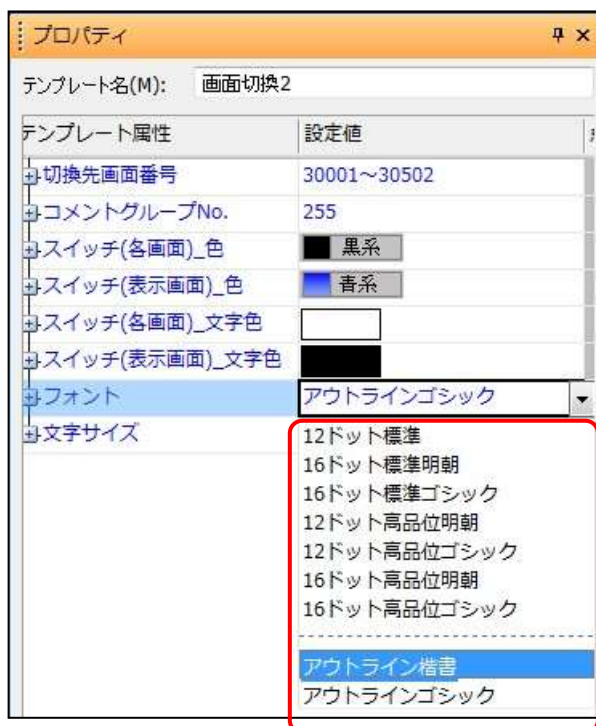 プロパティ
テンプレート名(M): 画面切換2
テンプレート属性 設定値
切換先画面番号 30001～30502
コメントグループNo. 255
スイッチ(各画面)_色 黒系
スイッチ(表示画面)_色 青系
スイッチ(各画面)_文字色
スイッチ(表示画面)_文字色
フォント アウトラインゴシック
文字サイズ
12ドット標準
16ドット標準明朝
16ドット標準ゴシック
12ドット高品位明朝
12ドット高品位ゴシック
16ドット高品位明朝
16ドット高品位ゴシック
アウトライン楷書
アウトラインゴシック